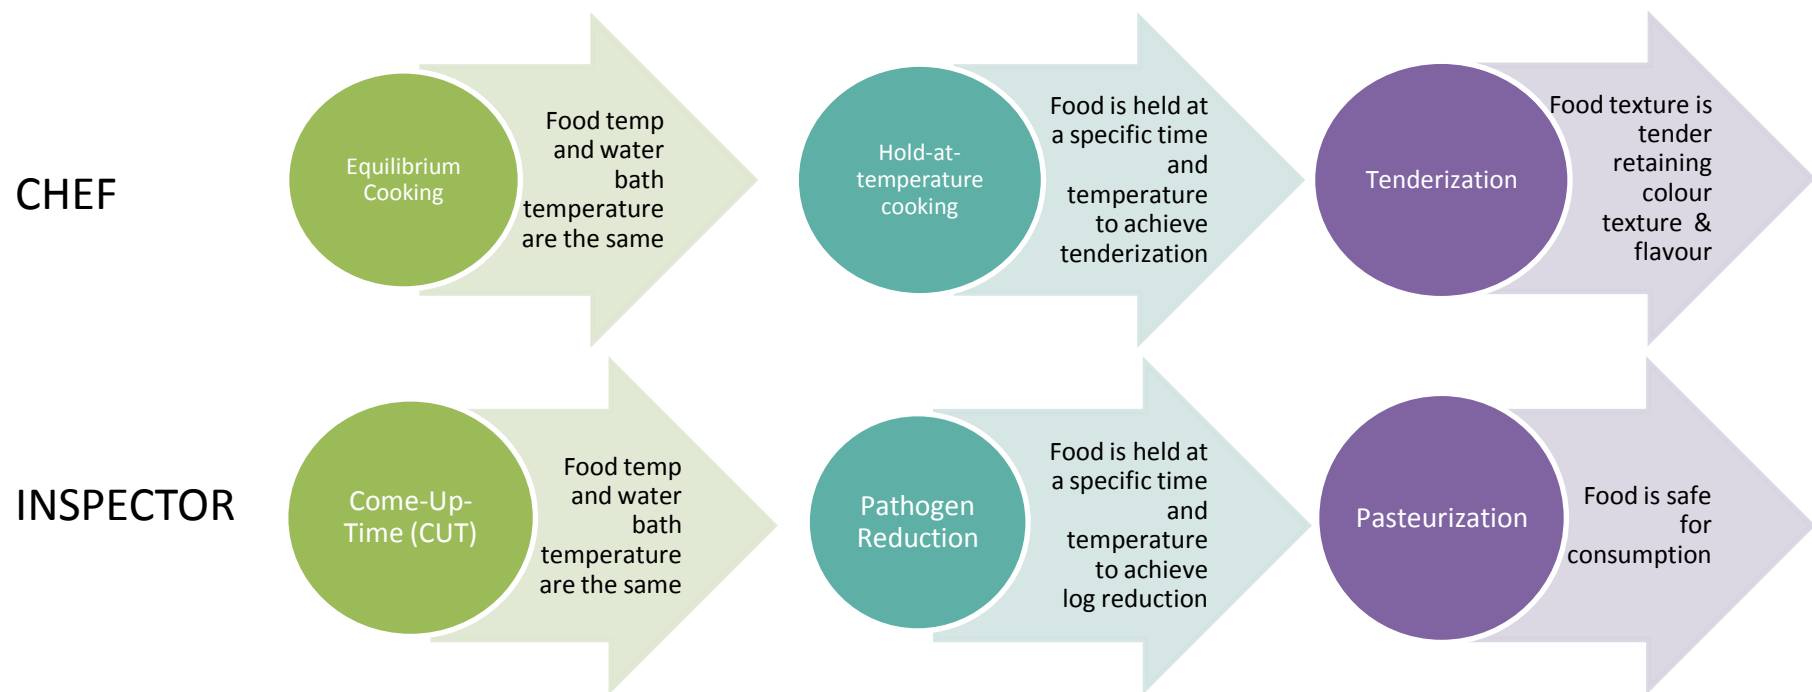 CHEF
Equilibrium
Cooking
Food temp
and water
bath
temperature
are the same
Hold-at-
temperature
cooking
Food is held at
a specific time
and
temperature
to achieve
tenderization
Tenderization
Food texture is
tender
retaining
colour
texture & 
flavour
INSPECTOR
Come-Up-
Time (CUT)
Food temp
and water
bath
temperature
are the same
Pathogen
Reduction
Food is held at
a specific time
and
temperature
to achieve
log reduction
Pasteurization
Food is safe
for
consumption